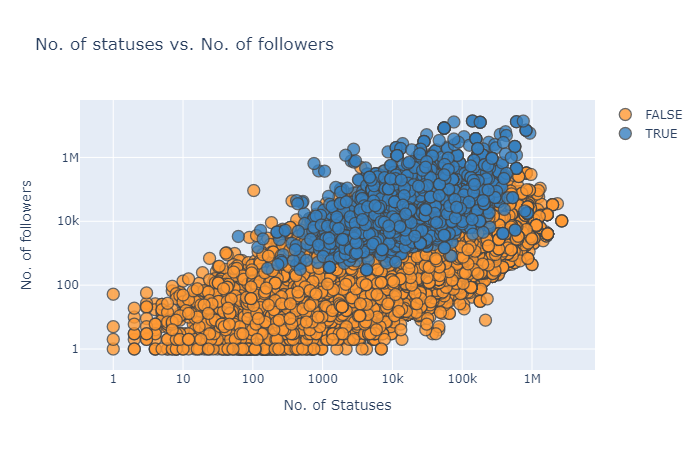 No. of statuses vs. No. of followers
FALSE
TRUE
1M
10k
100
1
No. of followers
1
10
100
1000
10k
100k
1M
No. of Statuses